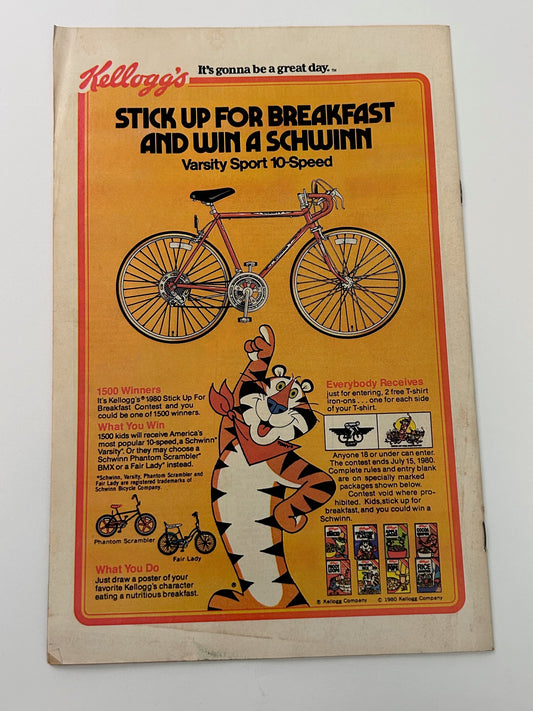 Kellogg's
It's gonna be a great day.™
STICK UP FOR BREAKFAST
AND WIN A SCHWINN
Varsity Sport 10-Speed
1500 Winners
It's Kellogg's® 1980 Stick Up For
Breakfast Contest and you
could be one of 1500 winners.
What You Win
1500 kids will receive America's
most popular 10-speed, a Schwinn*
Varsity*. Or they may choose a
Schwinn Phantom Scrambler*
BMX or a Fair Lady* instead.
*Schwinn, Varsity, Phantom Scrambler and
Fair Lady are registered trademarks of
Schwinn Bicycle Company.
Phantom Scrambler
Fair Lady
What You Do
Just draw a poster of your
favorite Kellogg's character
eating a nutritious breakfast.
Everybody Receives
just for entering, 2 free T-shirt
iron-ons . . . one for each side
of your T-shirt.
Anyone 18 or under can enter.
The contest ends July 15, 1980.
Complete rules and entry blank
are on specially marked
packages shown below.
Contest void where pro-
hibited. Kids, stick up for
breakfast, and you could win a
Schwinn.
® Kellogg Company
© 1980 Kellogg Company